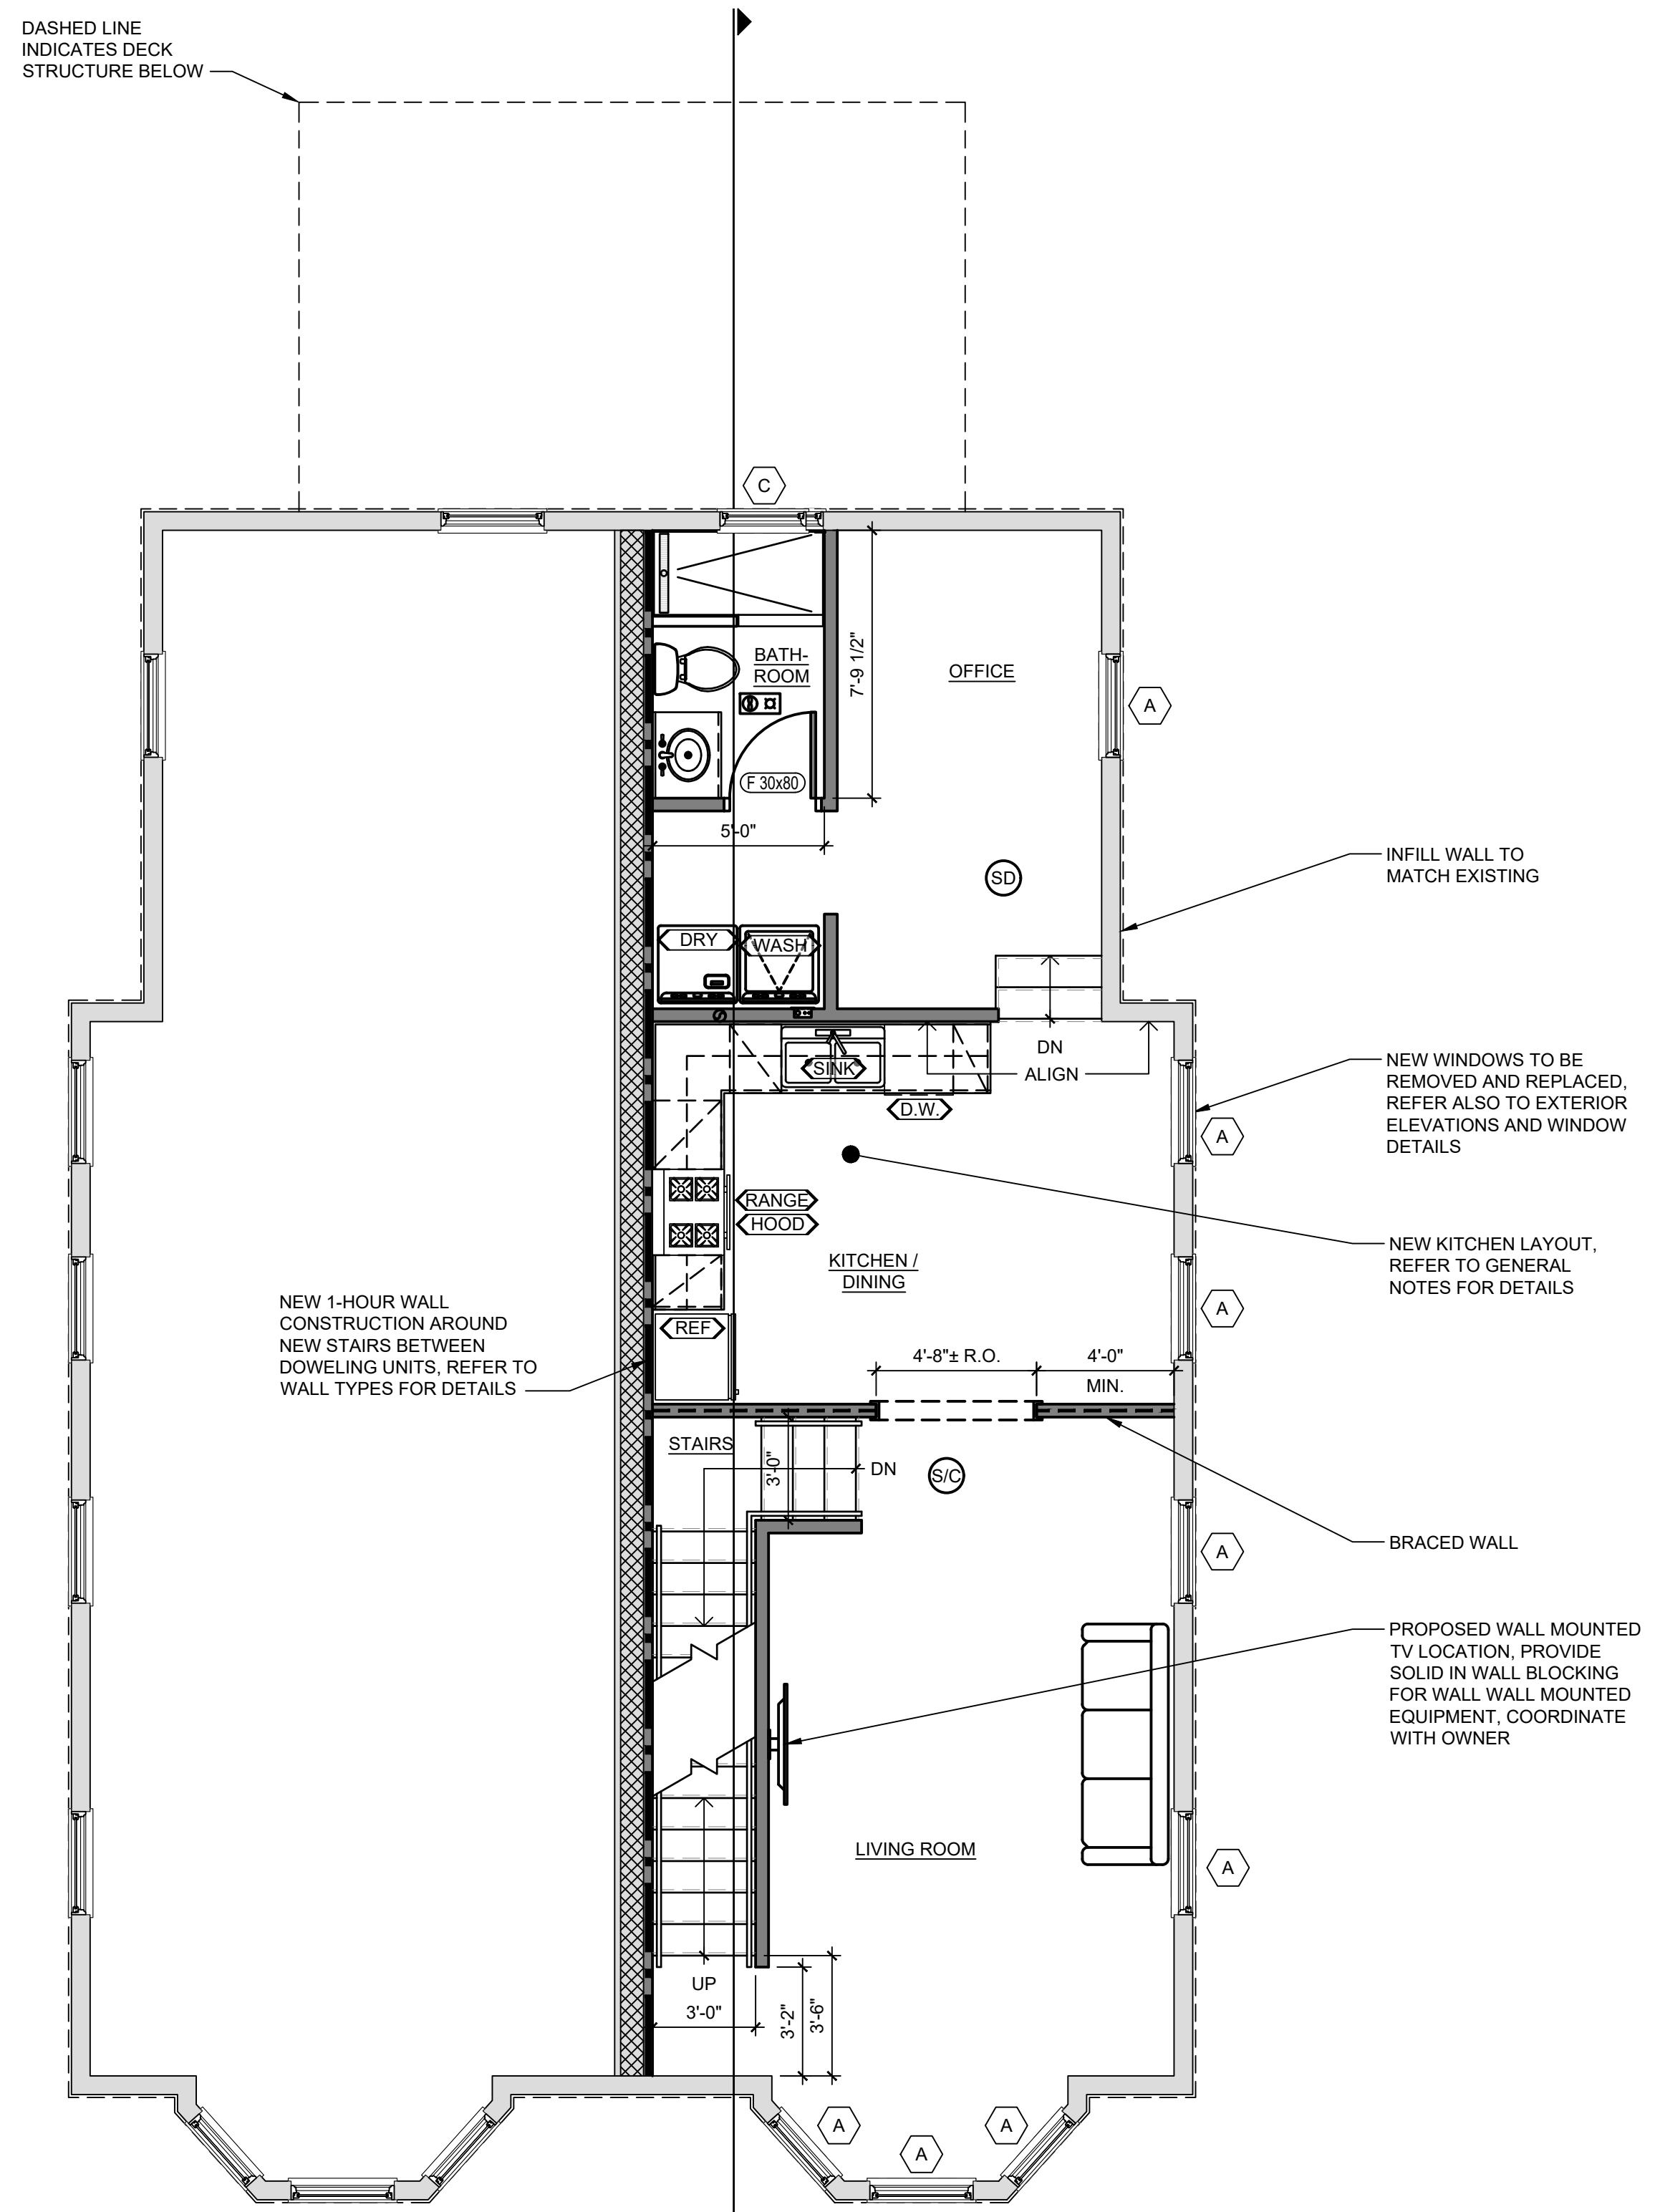 DASHED LINE
INDICATES DECK
STRUCTURE BELOW
C
BATH-
ROOM
7'-9 1/2"
OFFICE
A
F 30x80
5'-0"
SD
INFILL WALL TO
MATCH EXISTING
DRY
WASH
S
DN
ALIGN
SINK
D.W.
A
NEW WINDOWS TO BE
REMOVED AND REPLACED,
REFER ALSO TO EXTERIOR
ELEVATIONS AND WINDOW
DETAILS
RANGE
HOOD
KITCHEN /
DINING
A
NEW KITCHEN LAYOUT,
REFER TO GENERAL
NOTES FOR DETAILS
NEW 1-HOUR WALL
CONSTRUCTION AROUND
NEW STAIRS BETWEEN
DOWELING UNITS, REFER TO
WALL TYPES FOR DETAILS
REF
4'-8"± R.O.
4'-0"
MIN.
STAIRS
3'-0"
DN
S/C
A
BRACED WALL
PROPOSED WALL MOUNTED
TV LOCATION, PROVIDE
SOLID IN WALL BLOCKING
FOR WALL WALL MOUNTED
EQUIPMENT, COORDINATE
WITH OWNER
LIVING ROOM
A
UP
3'-0"
3'-2"
3'-6"
A
A
A